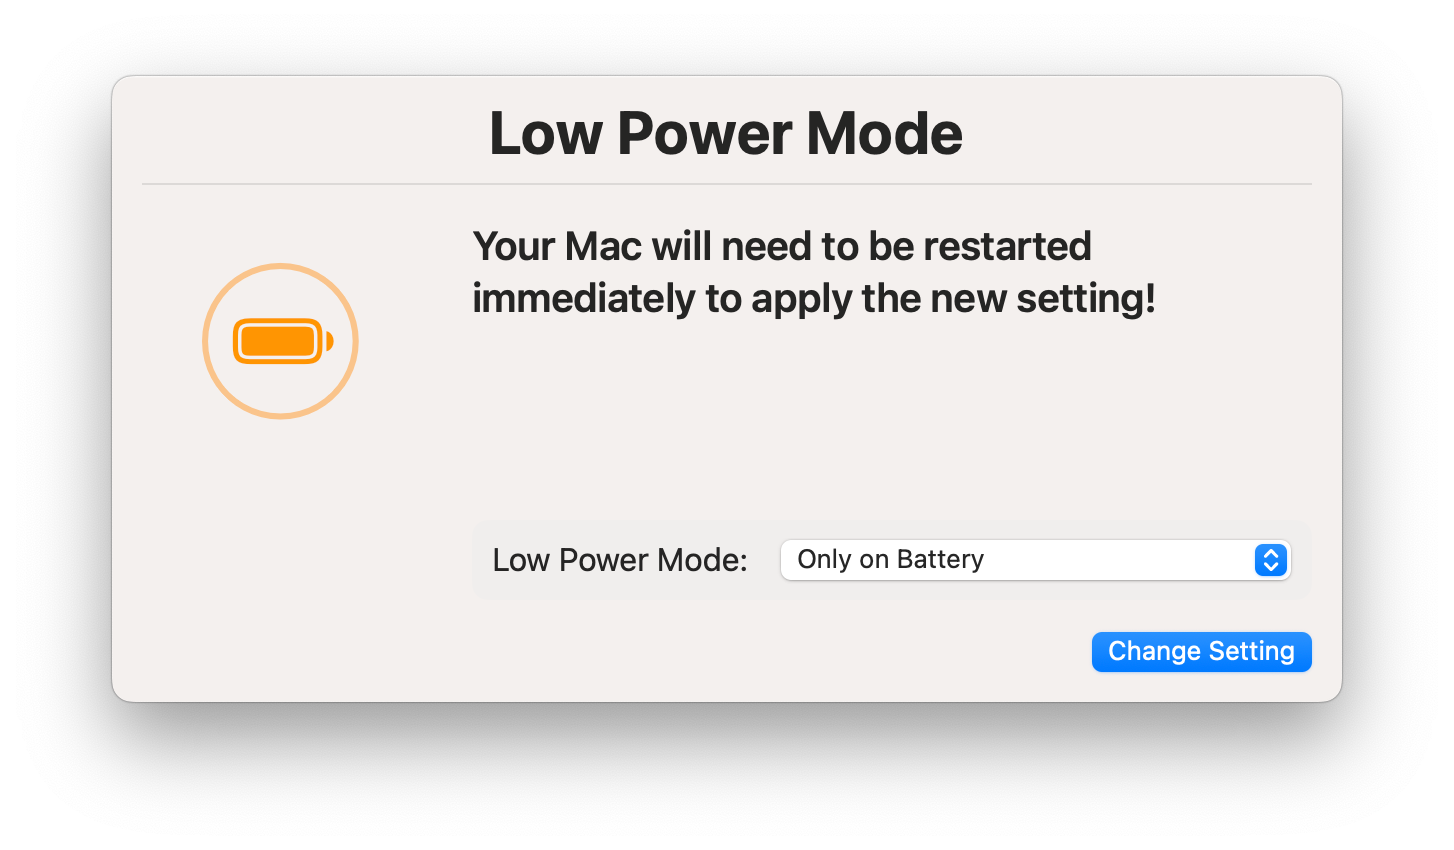 Low Power Mode
Your Mac will need to be restarted
immediately to apply the new setting!
Low Power Mode: Only on Battery
Change Setting